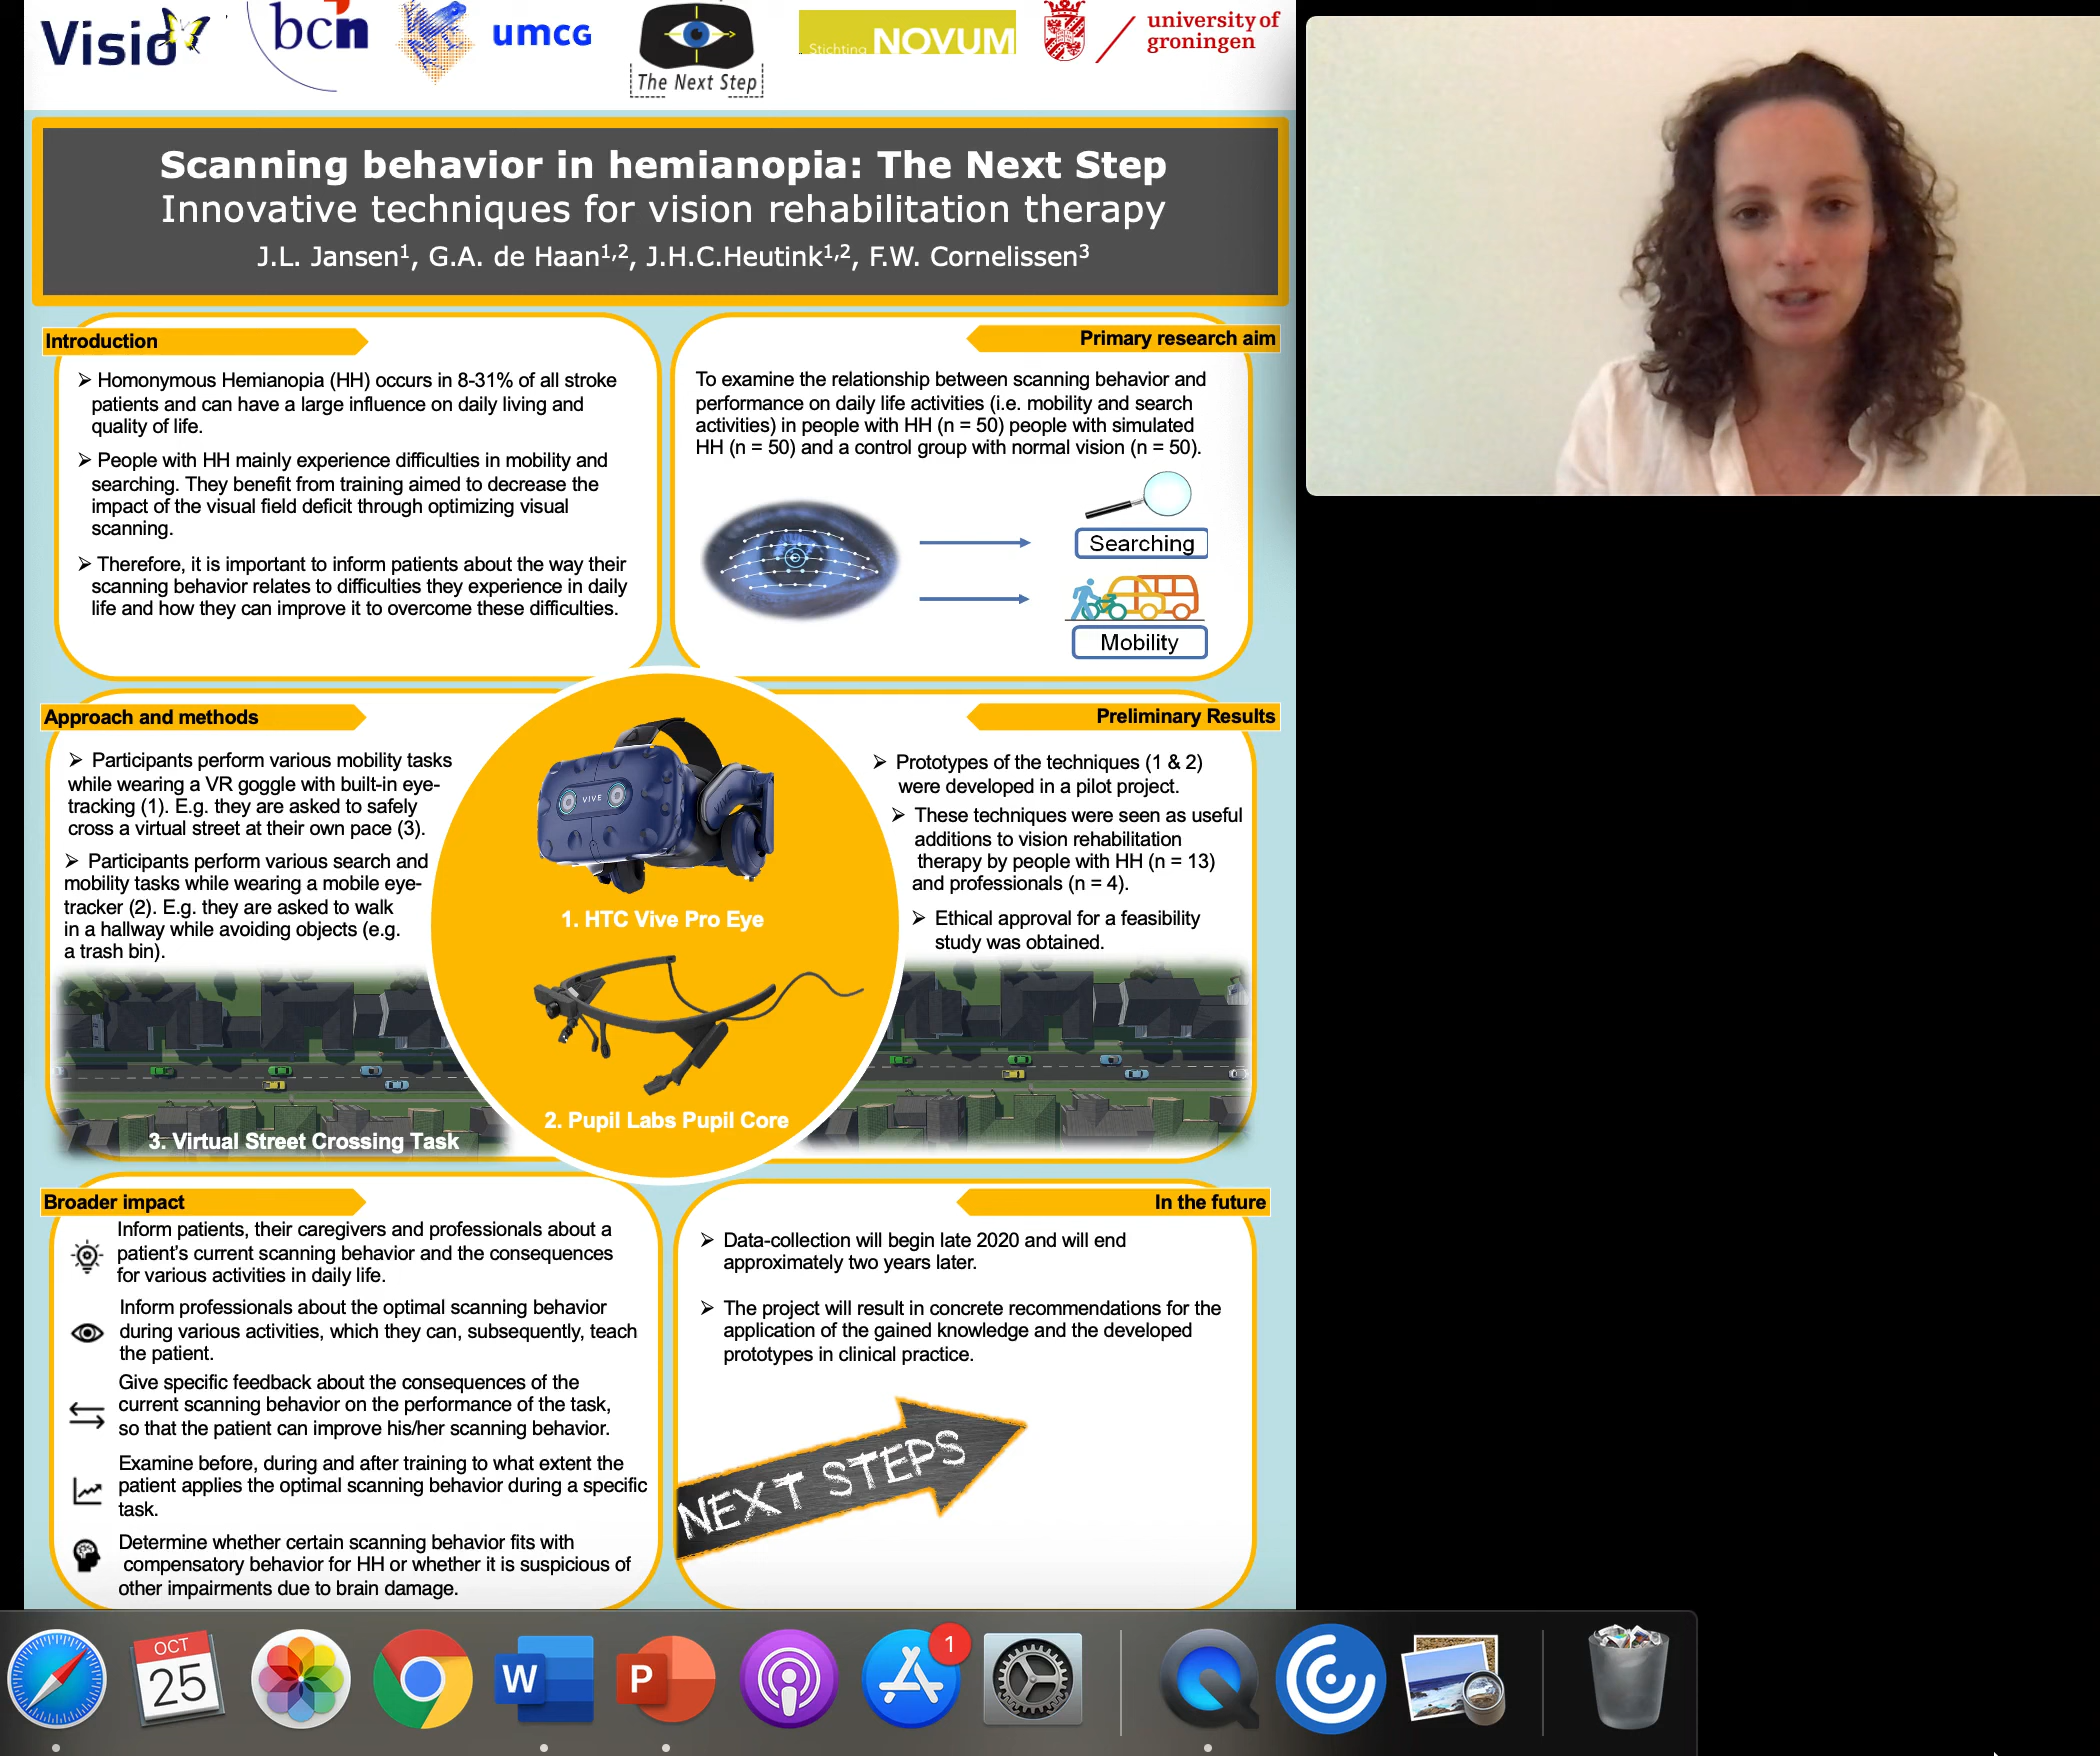 Visio
bcn
umcg
The Next Step
Stichting NOVUM
university of
groningen
Scanning behavior in hemianopia: The Next Step
Innovative techniques for vision rehabilitation therapy
J.L. Jansen¹, G.A. de Haan¹,², J.H.C.Heutink¹,², F.W. Cornelissen³
Introduction
➢ Homonymous Hemianopia (HH) occurs in 8-31% of all stroke
patients and can have a large influence on daily living and
quality of life.
➢ People with HH mainly experience difficulties in mobility and
searching. They benefit from training aimed to decrease the
impact of the visual field deficit through optimizing visual
scanning.
➢ Therefore, it is important to inform patients about the way their
scanning behavior relates to difficulties they experience in daily
life and how they can improve it to overcome these difficulties.
Primary research aim
To examine the relationship between scanning behavior and
performance on daily life activities (i.e. mobility and search
activities) in people with HH (n = 50) people with simulated
HH (n = 50) and a control group with normal vision (n = 50).
Searching
Mobility
Approach and methods
➢ Participants perform various mobility tasks
while wearing a VR goggle with built-in eye-
tracking (1). E.g. they are asked to safely
cross a virtual street at their own pace (3).
➢ Participants perform various search and
mobility tasks while wearing a mobile eye-
tracker (2). E.g. they are asked to walk
in a hallway while avoiding objects (e.g.
a trash bin).
VIVE
VIVE
1. HTC Vive Pro Eye
2. Pupil Labs Pupil Core
3. Virtual Street Crossing Task
Preliminary Results
➢ Prototypes of the techniques (1 & 2)
were developed in a pilot project.
➢ These techniques were seen as useful
additions to vision rehabilitation
therapy by people with HH (n = 13)
and professionals (n = 4).
➢ Ethical approval for a feasibility
study was obtained.
Broader impact
Inform patients, their caregivers and professionals about a
patient's current scanning behavior and the consequences
for various activities in daily life.
Inform professionals about the optimal scanning behavior
during various activities, which they can, subsequently, teach
the patient.
Give specific feedback about the consequences of the
current scanning behavior on the performance of the task,
so that the patient can improve his/her scanning behavior.
Examine before, during and after training to what extent the
patient applies the optimal scanning behavior during a specific
task.
Determine whether certain scanning behavior fits with
compensatory behavior for HH or whether it is suspicious of
other impairments due to brain damage.
In the future
➢ Data-collection will begin late 2020 and will end
approximately two years later.
➢ The project will result in concrete recommendations for the
application of the gained knowledge and the developed
prototypes in clinical practice.
NEXT STEPS
OCT
25
W
P
1